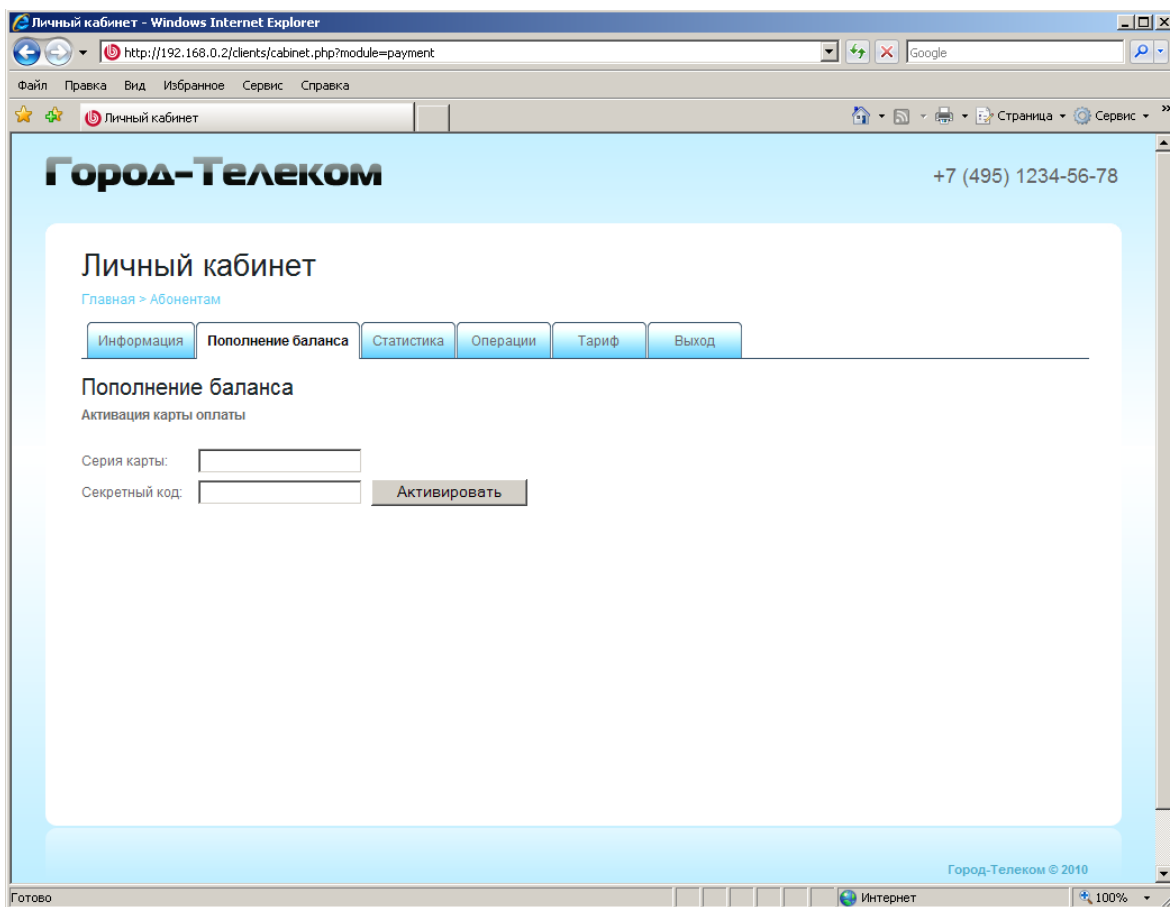 Личный кабинет - Windows Internet Explorer
http://192.168.0.2/clients/cabinet.php?module=payment
Google
Файл Правка Вид Избранное Сервис Справка
Личный кабинет
Страница Сервис »
Город-Телеком
+7 (495) 1234-56-78
Личный кабинет
Главная > Абонентам
Информация Пополнение баланса Статистика Операции Тариф Выход
Пополнение баланса
Активация карты оплаты
Серия карты:
Секретный код: Активировать
Город-Телеком © 2010
Готово Интернет 100%